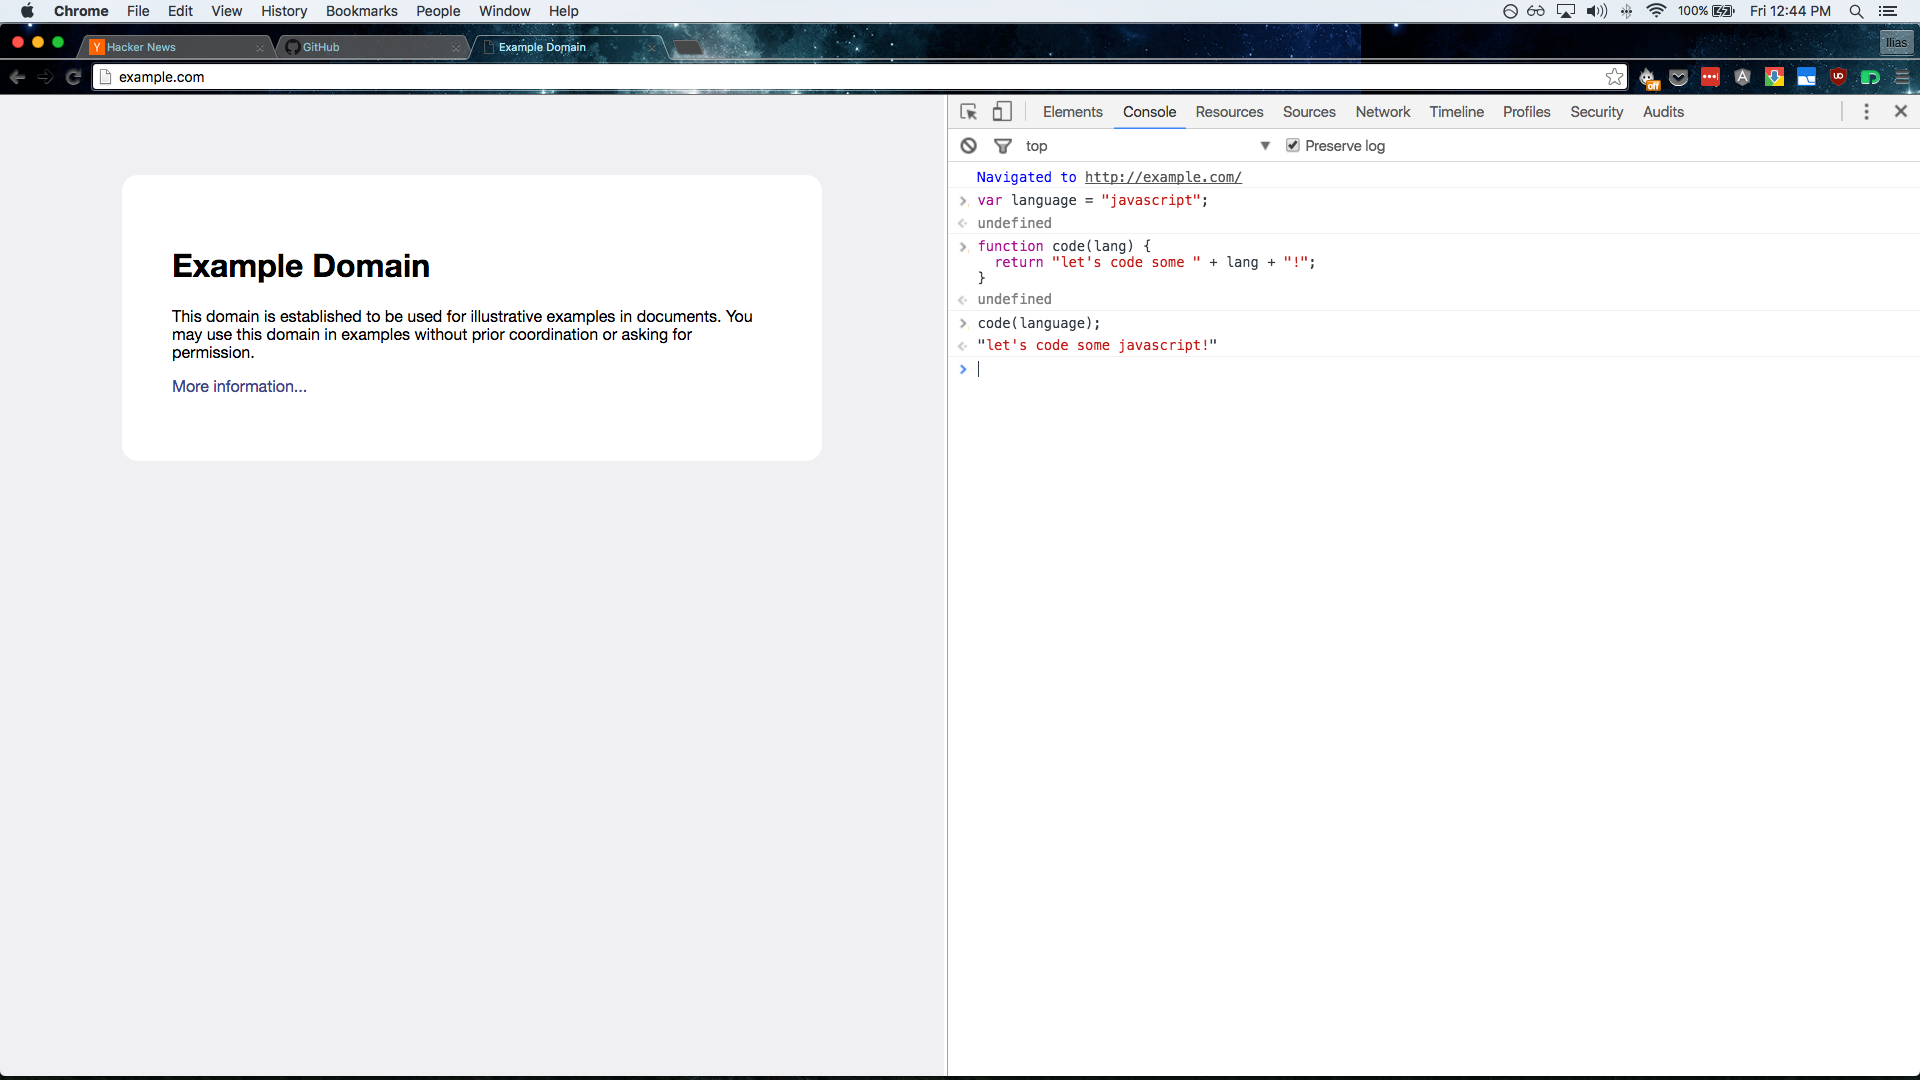 Chrome File Edit View History Bookmarks People Window Help 100% Fri 12:44 PM
Hacker News GitHub Example Domain Ilias
example.com off UD
Elements Console Resources Sources Network Timeline Profiles Security Audits
top Preserve log
Navigated to http://example.com/
var language = "javascript";
undefined
function code(lang) {
return "let's code some " + lang + "!";
}
undefined
code(language);
"let's code some javascript!"
Example Domain
This domain is established to be used for illustrative examples in documents. You
may use this domain in examples without prior coordination or asking for
permission.
More information...